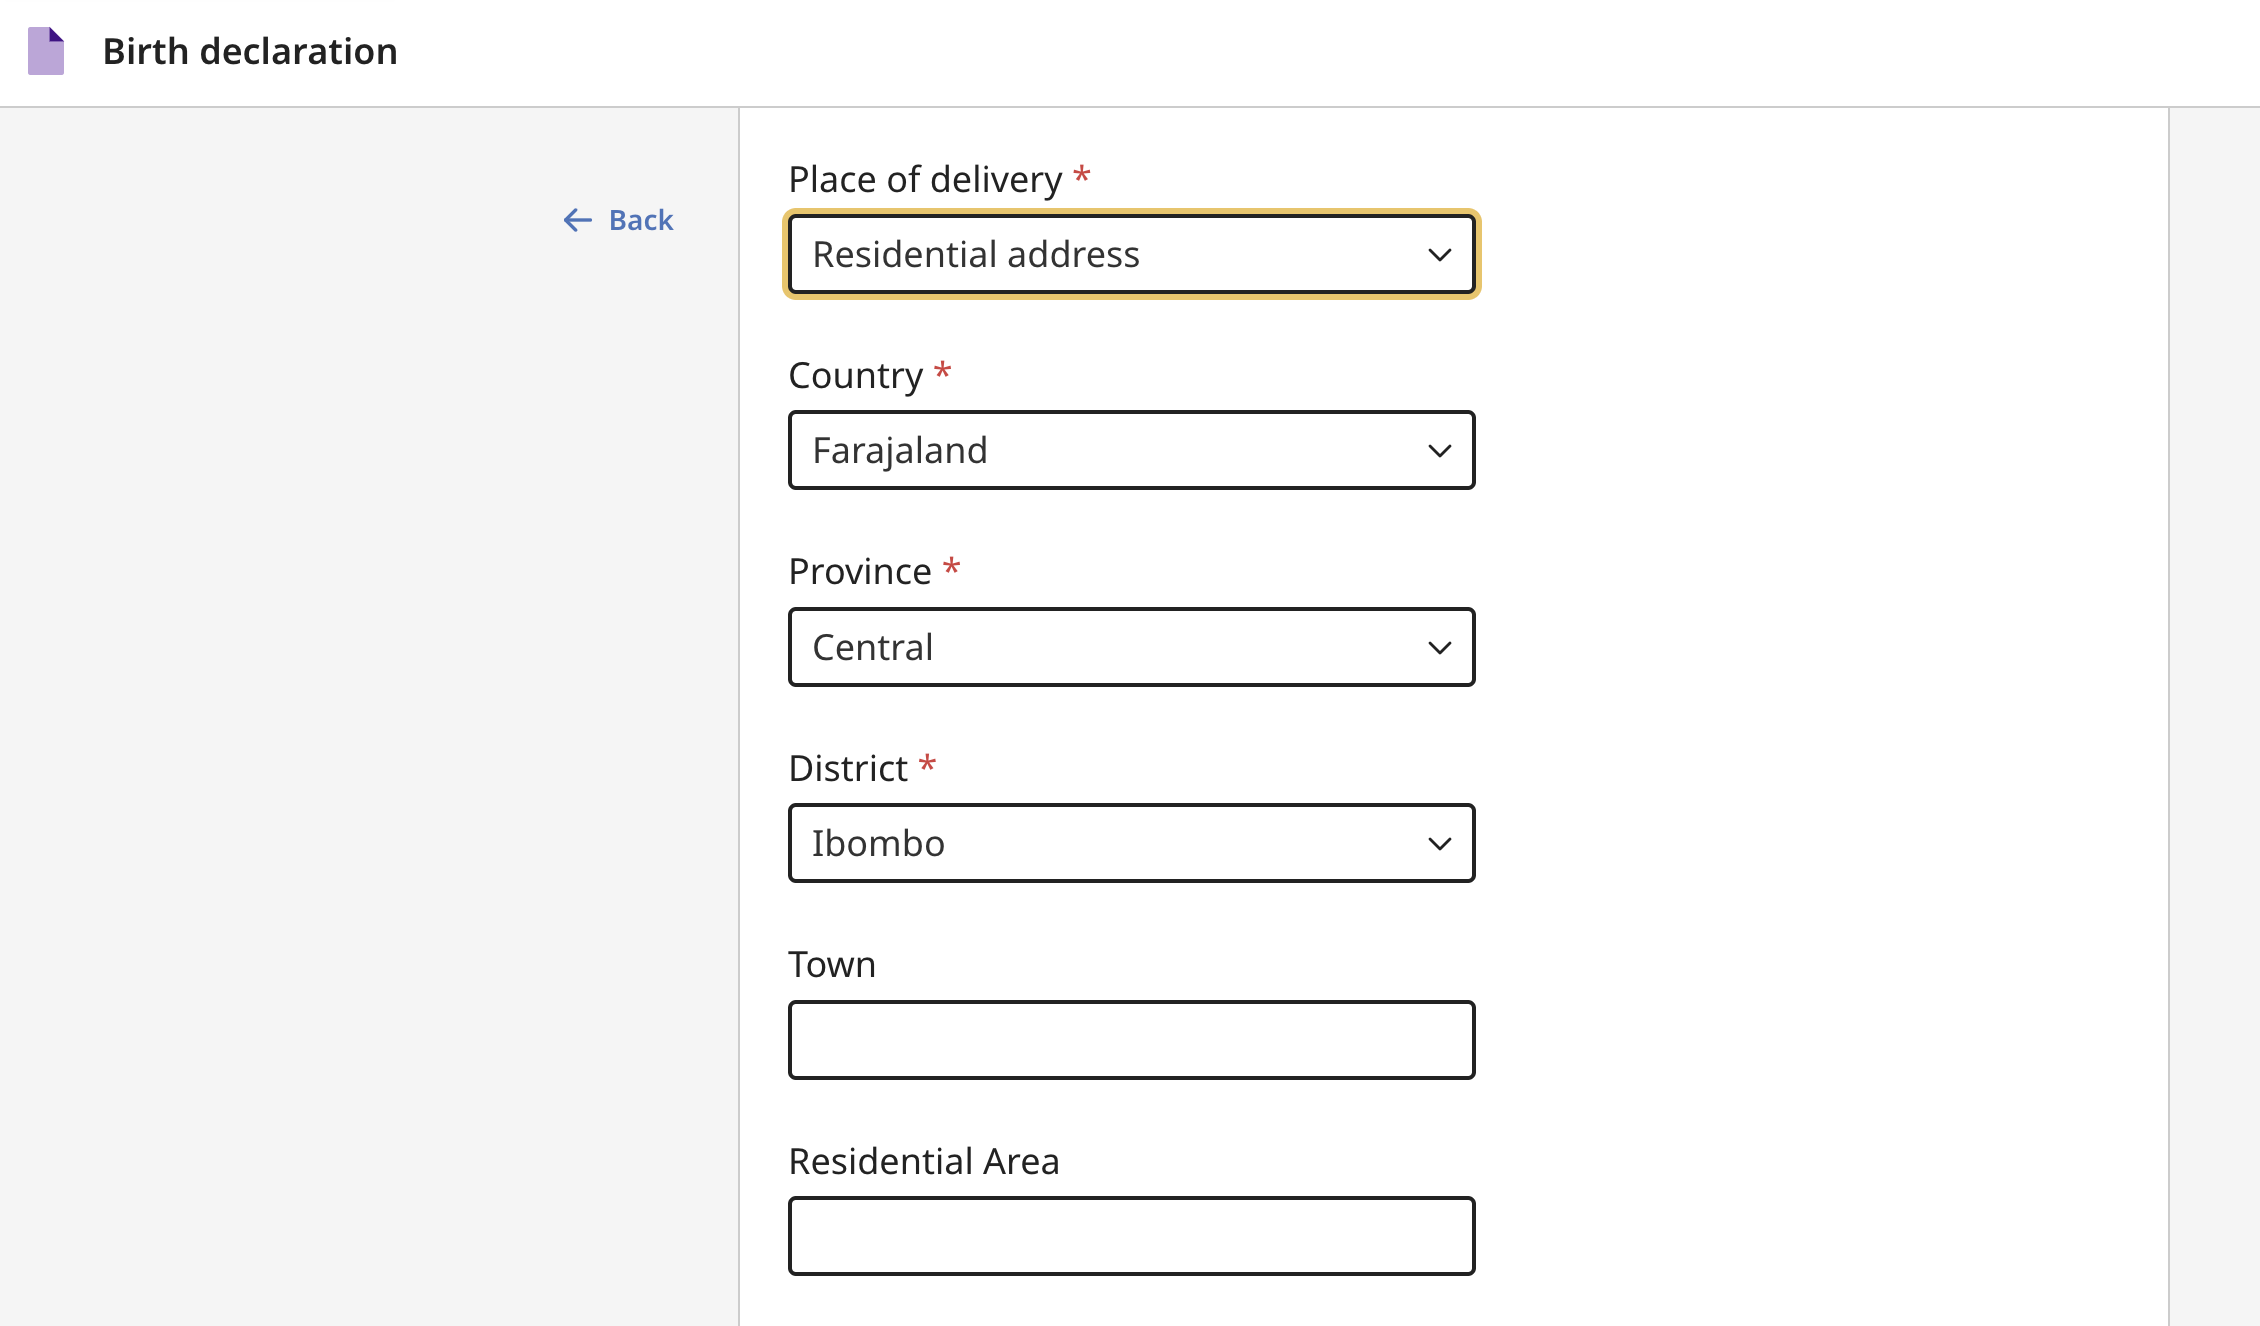 Birth declaration
Back
Place of delivery *
Residential address
Country *
Farajaland
Province *
Central
District *
Ibombo
Town
Residential Area